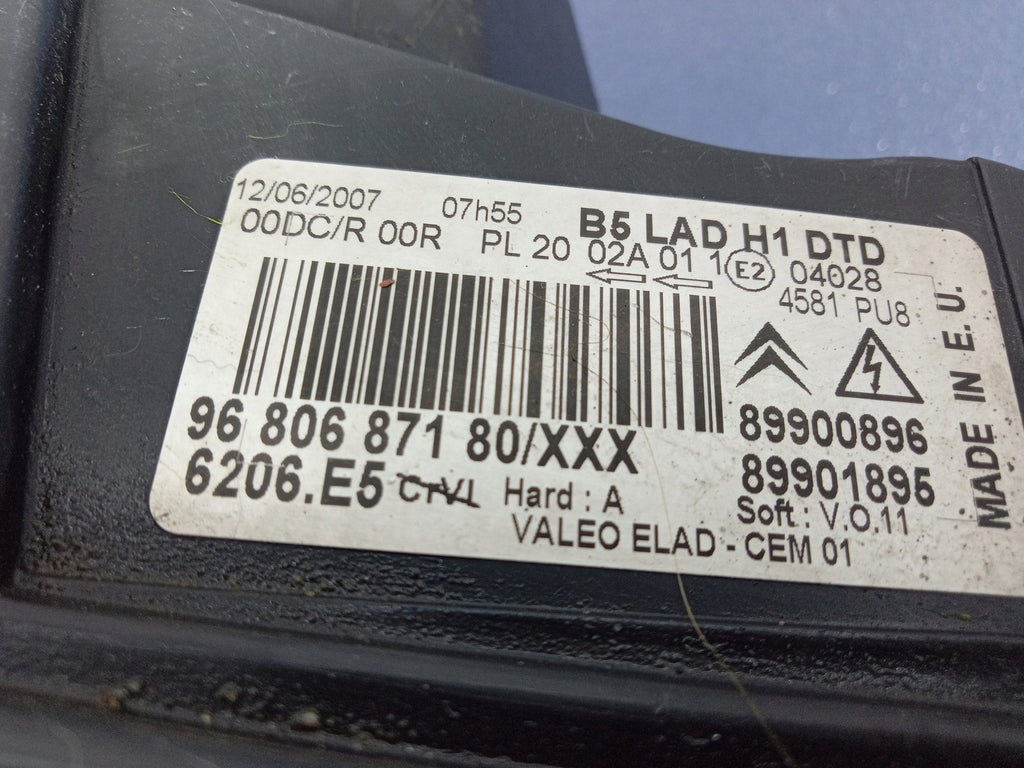 12/06/2007 07h55 B5 LAD H1 DTD
00DC/R 00R PL 20 02A 01 1 E2 04028
4581 PU8
96 806 871 80/XXX
89900896
6206.E5 Hard : A
89901895
Soft : V.O.11
VALEO ELAD - CEM 01
MADE IN E.U.